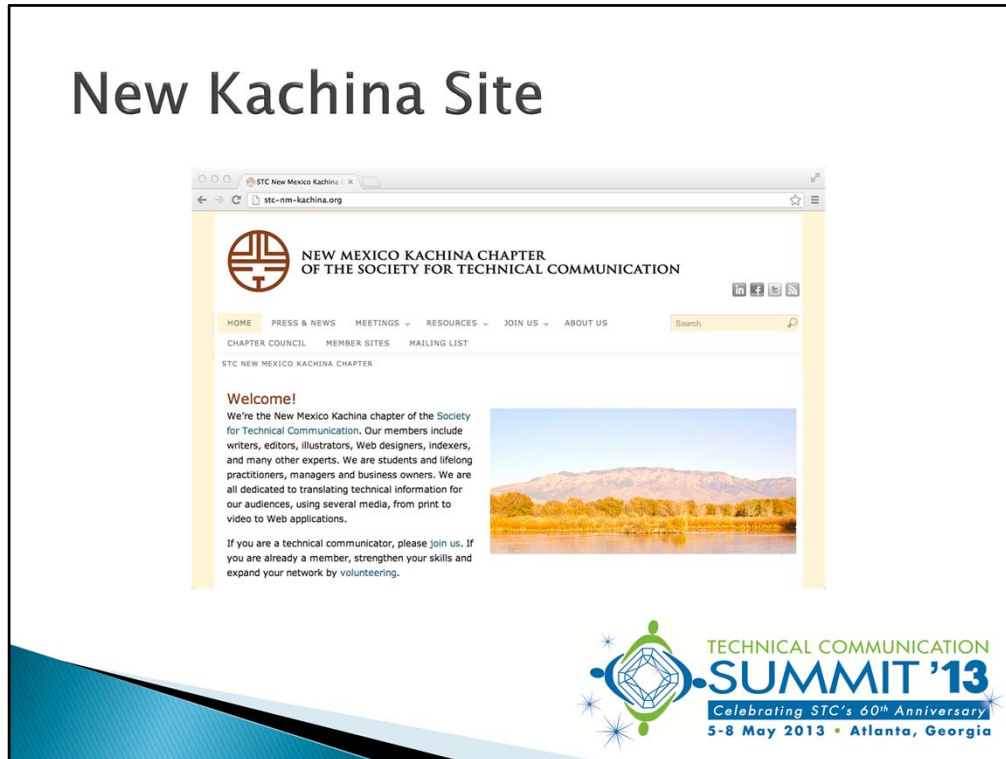 New Kachina Site
STC New Mexico Kachina C
stc-nm-kachina.org
NEW MEXICO KACHINA CHAPTER
OF THE SOCIETY FOR TECHNICAL COMMUNICATION
in f t
HOME PRESS & NEWS MEETINGS RESOURCES JOIN US ABOUT US Search
CHAPTER COUNCIL MEMBER SITES MAILING LIST
STC NEW MEXICO KACHINA CHAPTER
Welcome!
We're the New Mexico Kachina chapter of the Society
for Technical Communication. Our members include
writers, editors, illustrators, Web designers, indexers,
and many other experts. We are students and lifelong
practitioners, managers and business owners. We are
all dedicated to translating technical information for
our audiences, using several media, from print to
video to Web applications.
If you are a technical communicator, please join us. If
you are already a member, strengthen your skills and
expand your network by volunteering.
TECHNICAL COMMUNICATION
SUMMIT '13
Celebrating STC's 60th Anniversary
5-8 May 2013 • Atlanta, Georgia